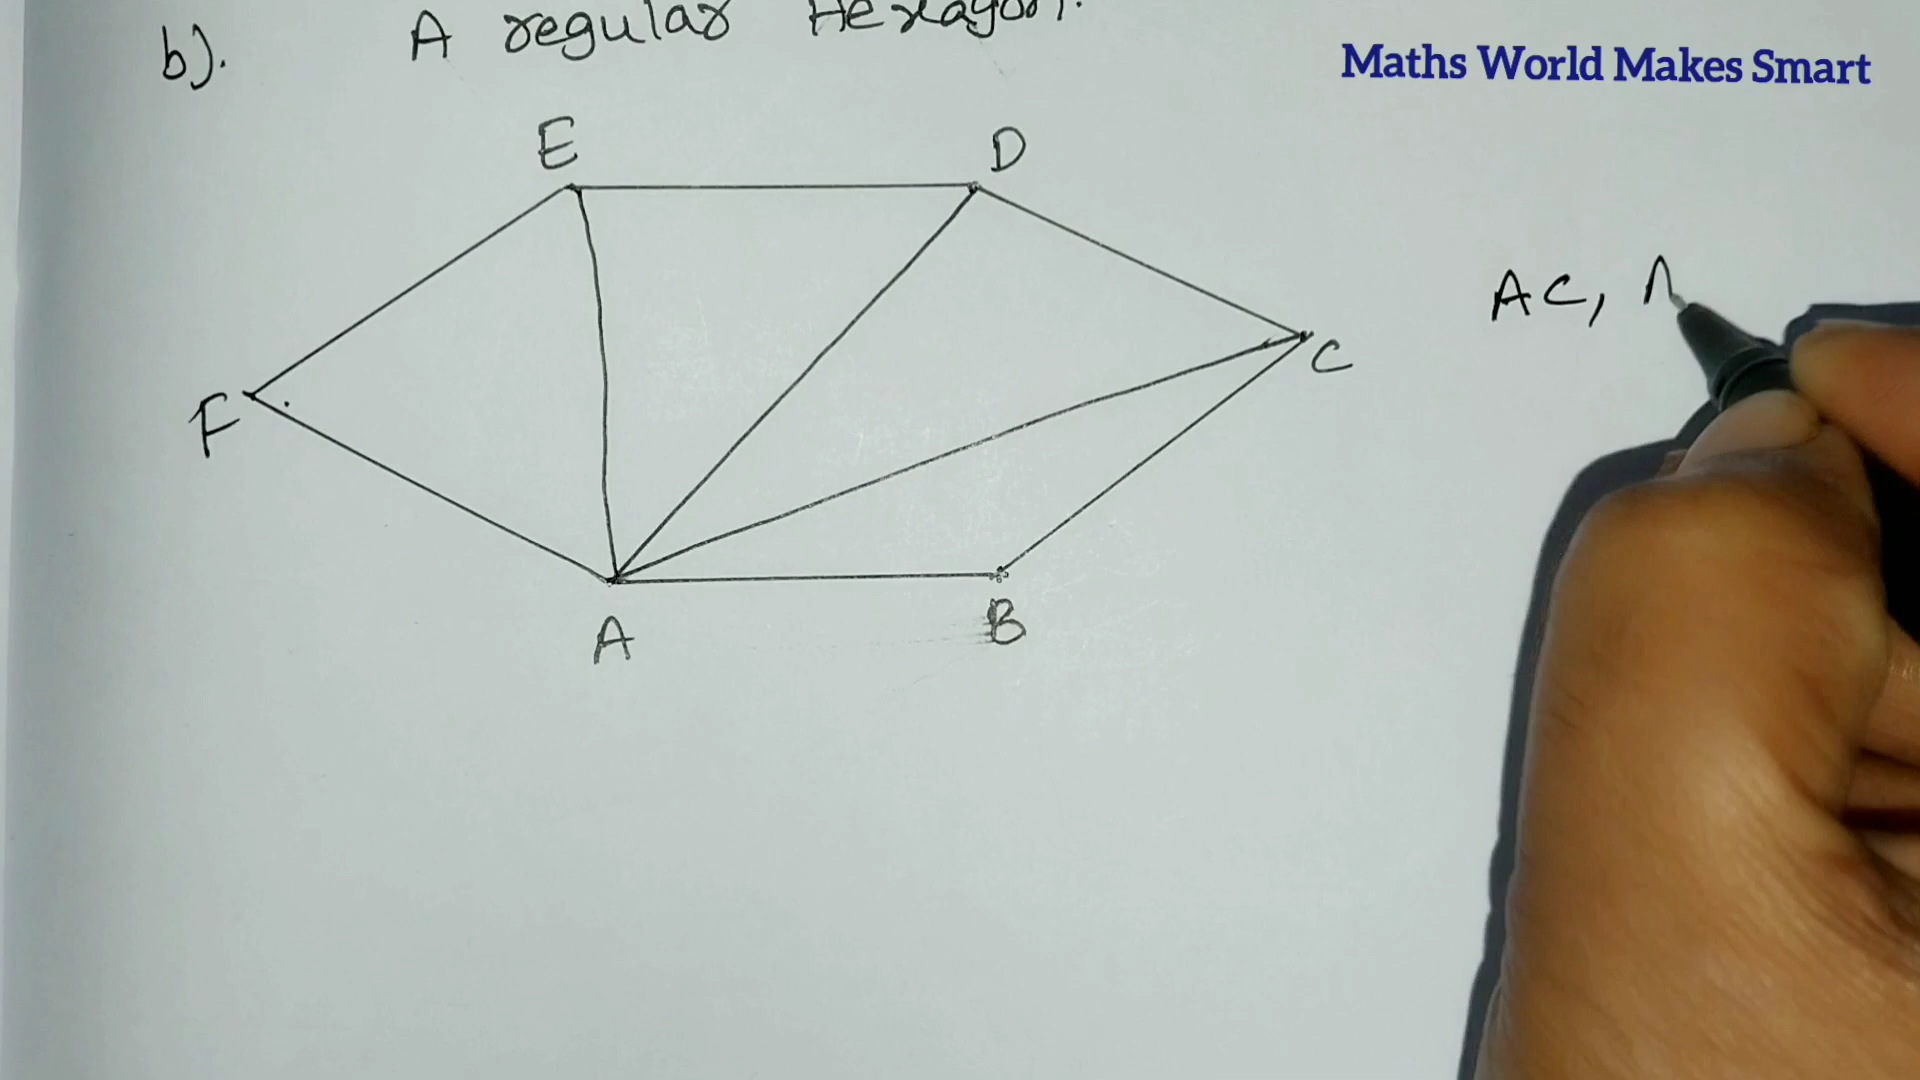 b). A regular Hexagon.
Maths World Makes Smart
E D
AC, A
C
F
A B